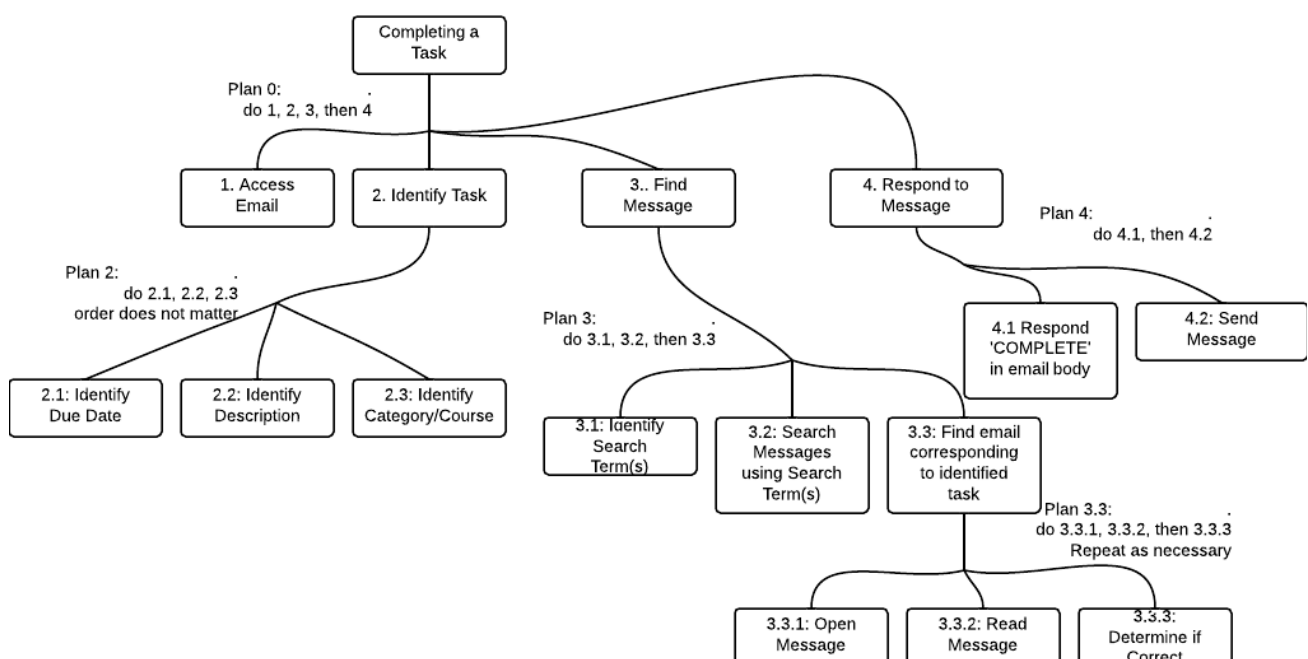 Completing a
Task
Plan 0: .
do 1, 2, 3, then 4
1. Access
Email
2. Identify Task
3.. Find
Message
4. Respond to
Message
Plan 4: .
do 4.1, then 4.2
Plan 2: .
do 2.1, 2.2, 2.3
order does not matter
Plan 3: .
do 3.1, 3.2, then 3.3
4.1 Respond
'COMPLETE'
in email body
4.2: Send
Message
2.1: Identify
Due Date
2.2: Identify
Description
2.3: Identify
Category/Course
3.1: Identify
Search
Term(s)
3.2: Search
Messages
using Search
Term(s)
3.3: Find email
corresponding
to identified
task
Plan 3.3: .
do 3.3.1, 3.3.2, then 3.3.3
Repeat as necessary
3.3.1: Open
Message
3.3.2: Read
Message
3.3.3:
Determine if
Correct